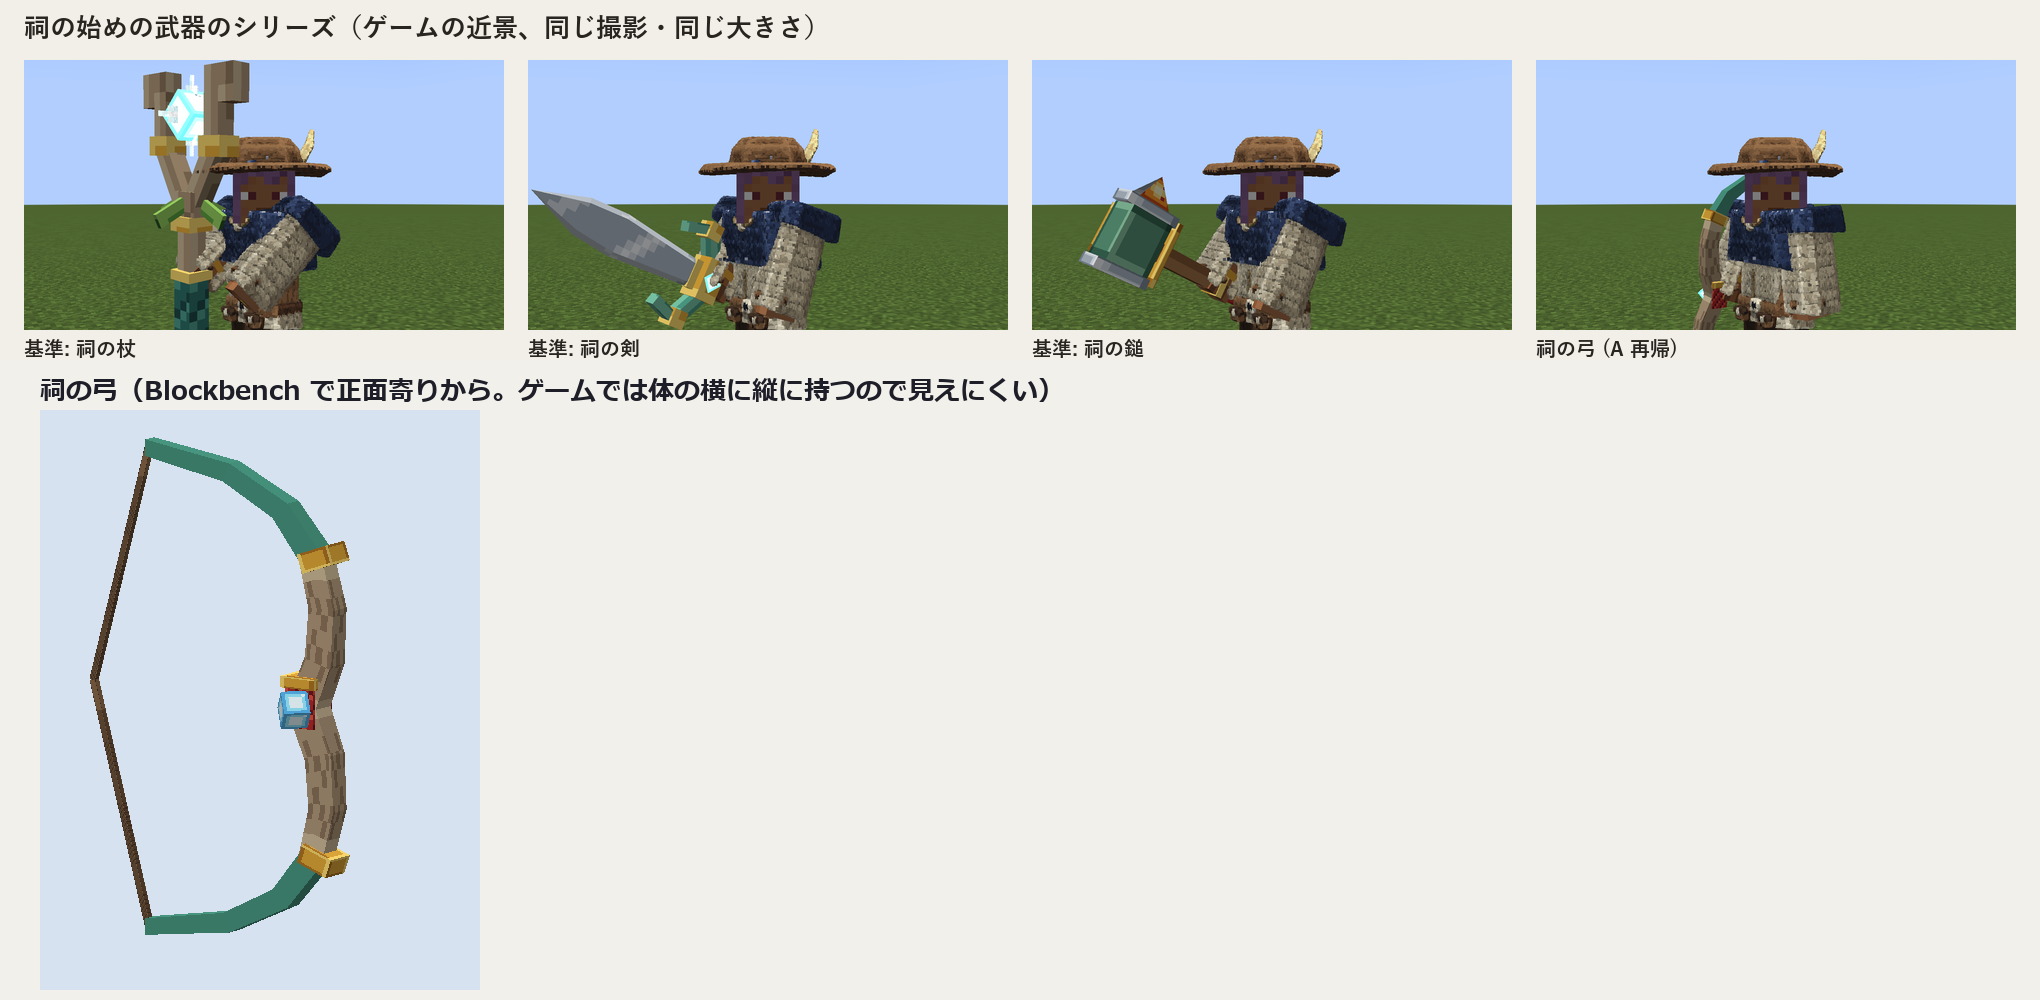 祠の始めの武器のシリーズ（ゲームの近景、同じ撮影・同じ大きさ）
基準: 祠の杖
基準: 祠の剣
基準: 祠の鎚
祠の弓 (A 再帰)
祠の弓（Blockbench で正面寄りから。ゲームでは体の横に縦に持つので見えにくい）